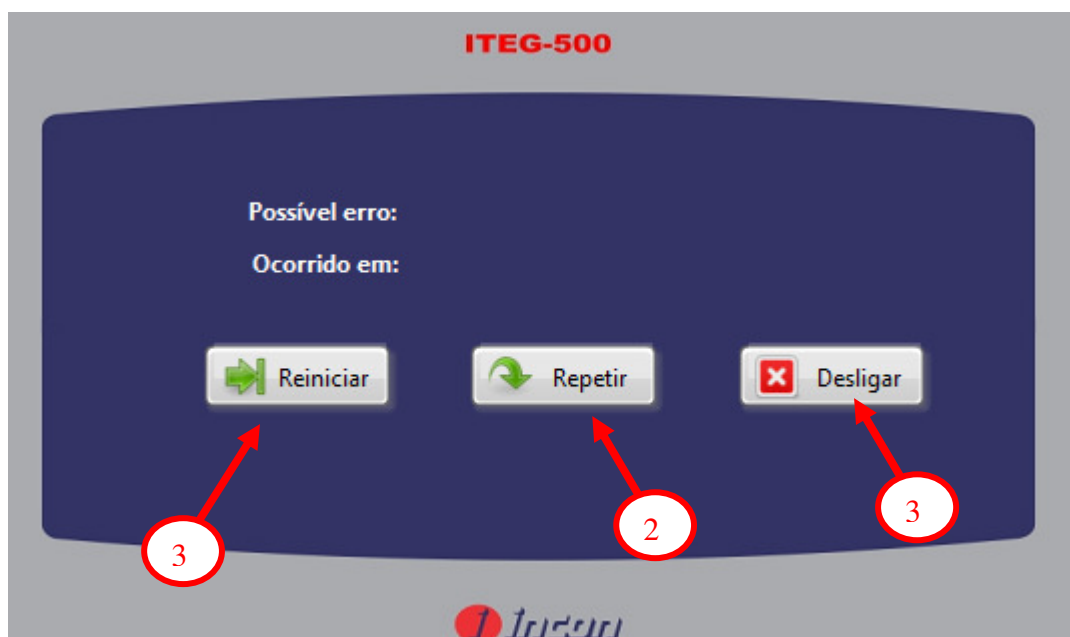 ITEG-500
Possível erro:
Ocorrido em:
Reiniciar Repetir Desligar
3 2 3